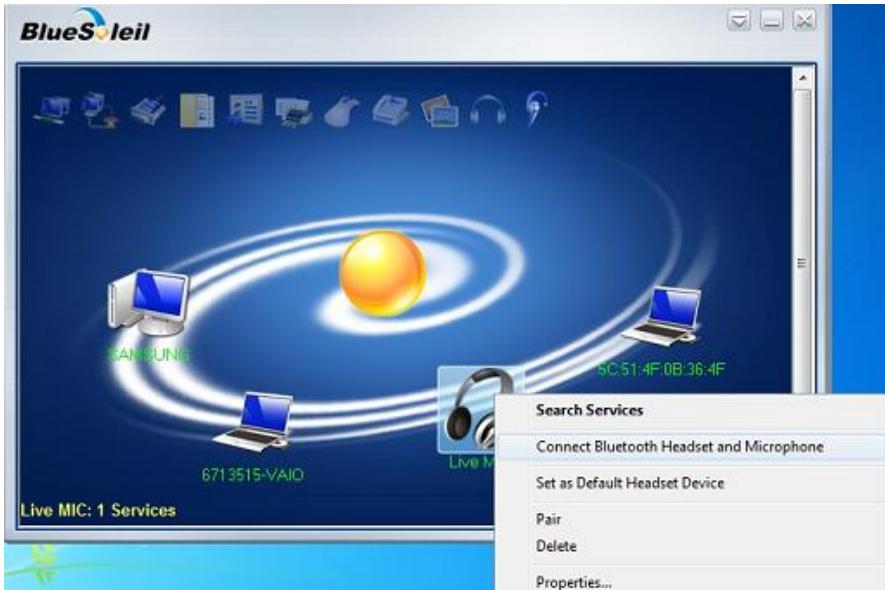 BlueSoleil
SAMSUNG
5C:51:4F:0B:36:4F
6713515-VAIO
Live M
Live MIC: 1 Services
Search Services
Connect Bluetooth Headset and Microphone
Set as Default Headset Device
Pair
Delete
Properties...